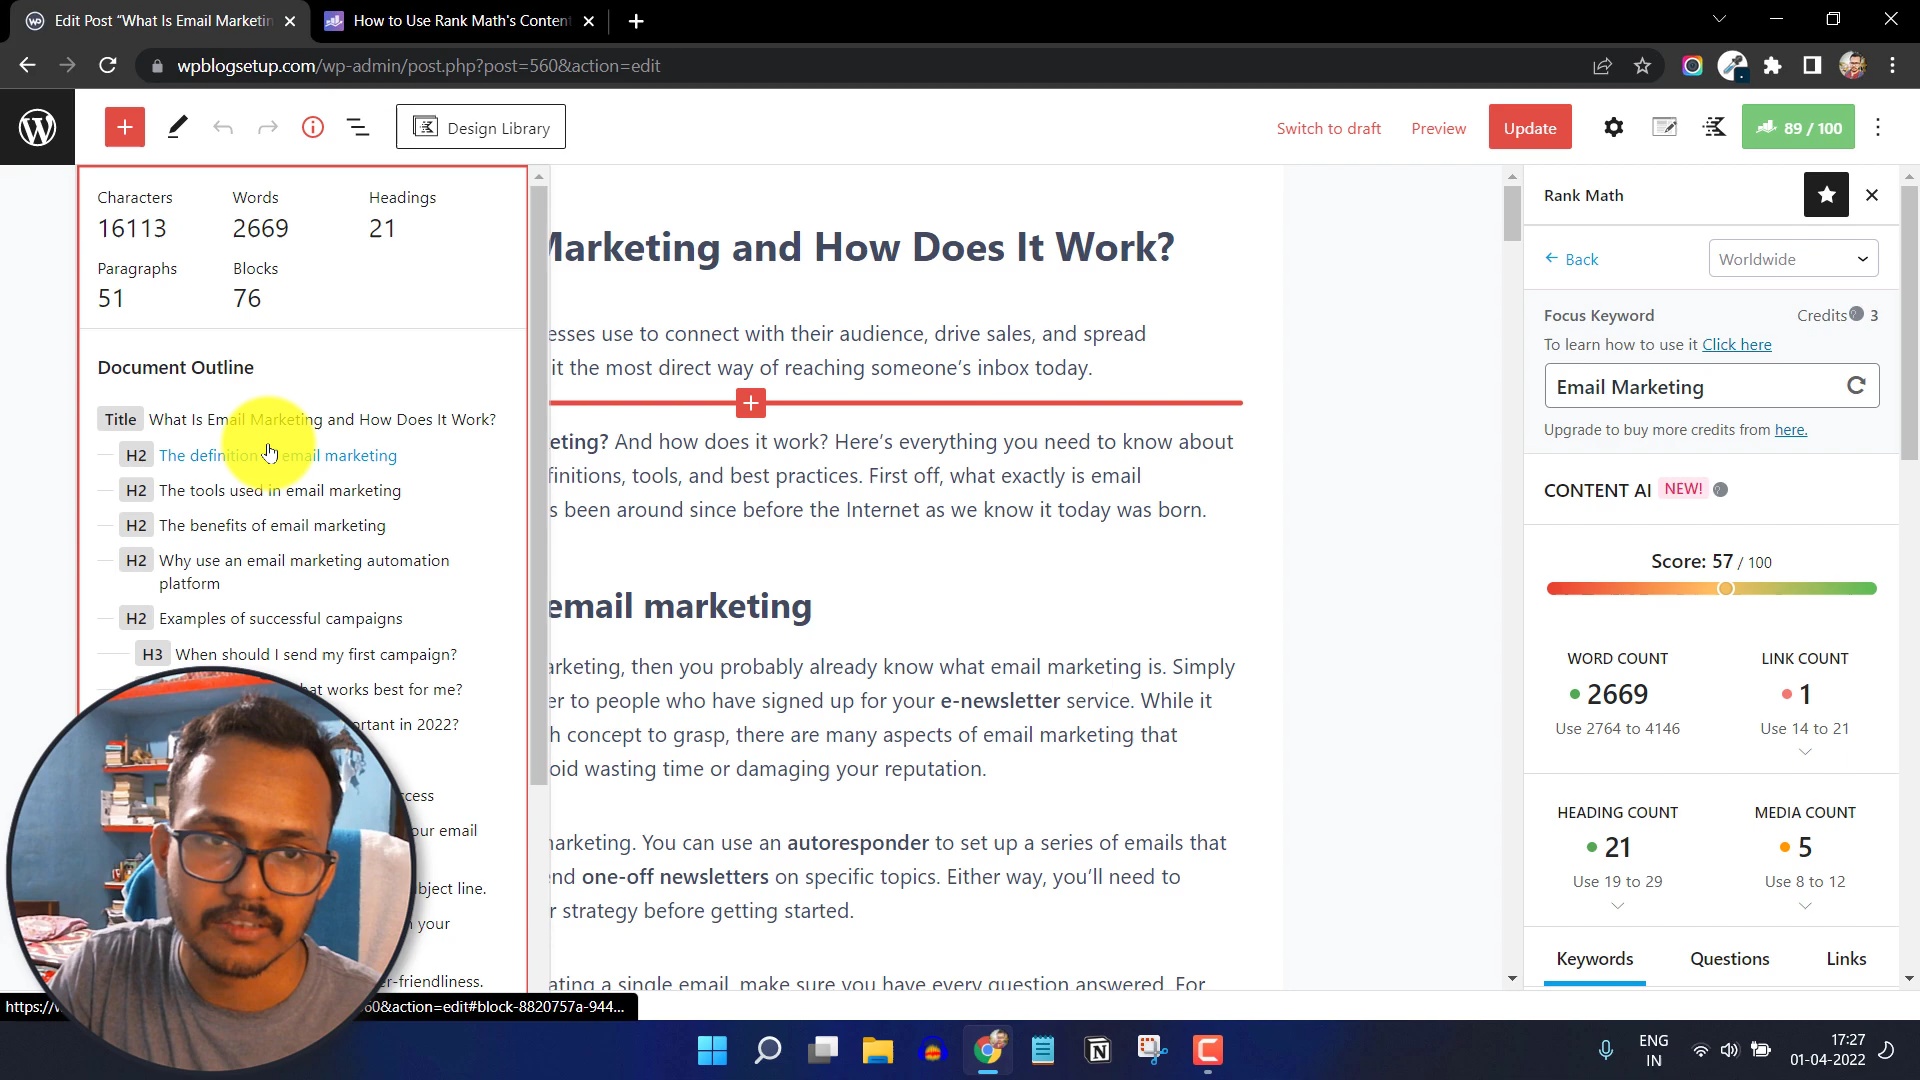 Edit Post “What Is Email Marketin
How to Use Rank Math's Conten
wpblogsetup.com/wp-admin/post.php?post=560&action=edit
Design Library
Switch to draft
Preview
Update
89 / 100
Characters
16113
Words
2669
Headings
21
Paragraphs
51
Blocks
76
Document Outline
Title What Is Email Marketing and How Does It Work?
H2 The definition email marketing
H2 The tools used in email marketing
H2 The benefits of email marketing
H2 Why use an email marketing automation
platform
H2 Examples of successful campaigns
H3 When should I send my first campaign?
hat works best for me?
ortant in 2022?
cess
our email
bject line.
your
r-friendliness.
Marketing and How Does It Work?
esses use to connect with their audience, drive sales, and spread
it the most direct way of reaching someone’s inbox today.
eting? And how does it work? Here’s everything you need to know about
finitions, tools, and best practices. First off, what exactly is email
s been around since before the Internet as we know it today was born.
email marketing
arketing, then you probably already know what email marketing is. Simply
er to people who have signed up for your e-newsletter service. While it
h concept to grasp, there are many aspects of email marketing that
oid wasting time or damaging your reputation.
narketing. You can use an autoresponder to set up a series of emails that
end one-off newsletters on specific topics. Either way, you’ll need to
r strategy before getting started.
ating a single email, make sure you have every question answered. For
Rank Math
Back
Worldwide
Focus Keyword
Credits 3
To learn how to use it Click here
Email Marketing
Upgrade to buy more credits from here.
CONTENT AI NEW!
Score: 57 / 100
WORD COUNT
2669
Use 2764 to 4146
LINK COUNT
1
Use 14 to 21
HEADING COUNT
21
Use 19 to 29
MEDIA COUNT
5
Use 8 to 12
Keywords
Questions
Links
https://w
60&action=edit#block-8820757a-944...
ENG
IN
17:27
01-04-2022